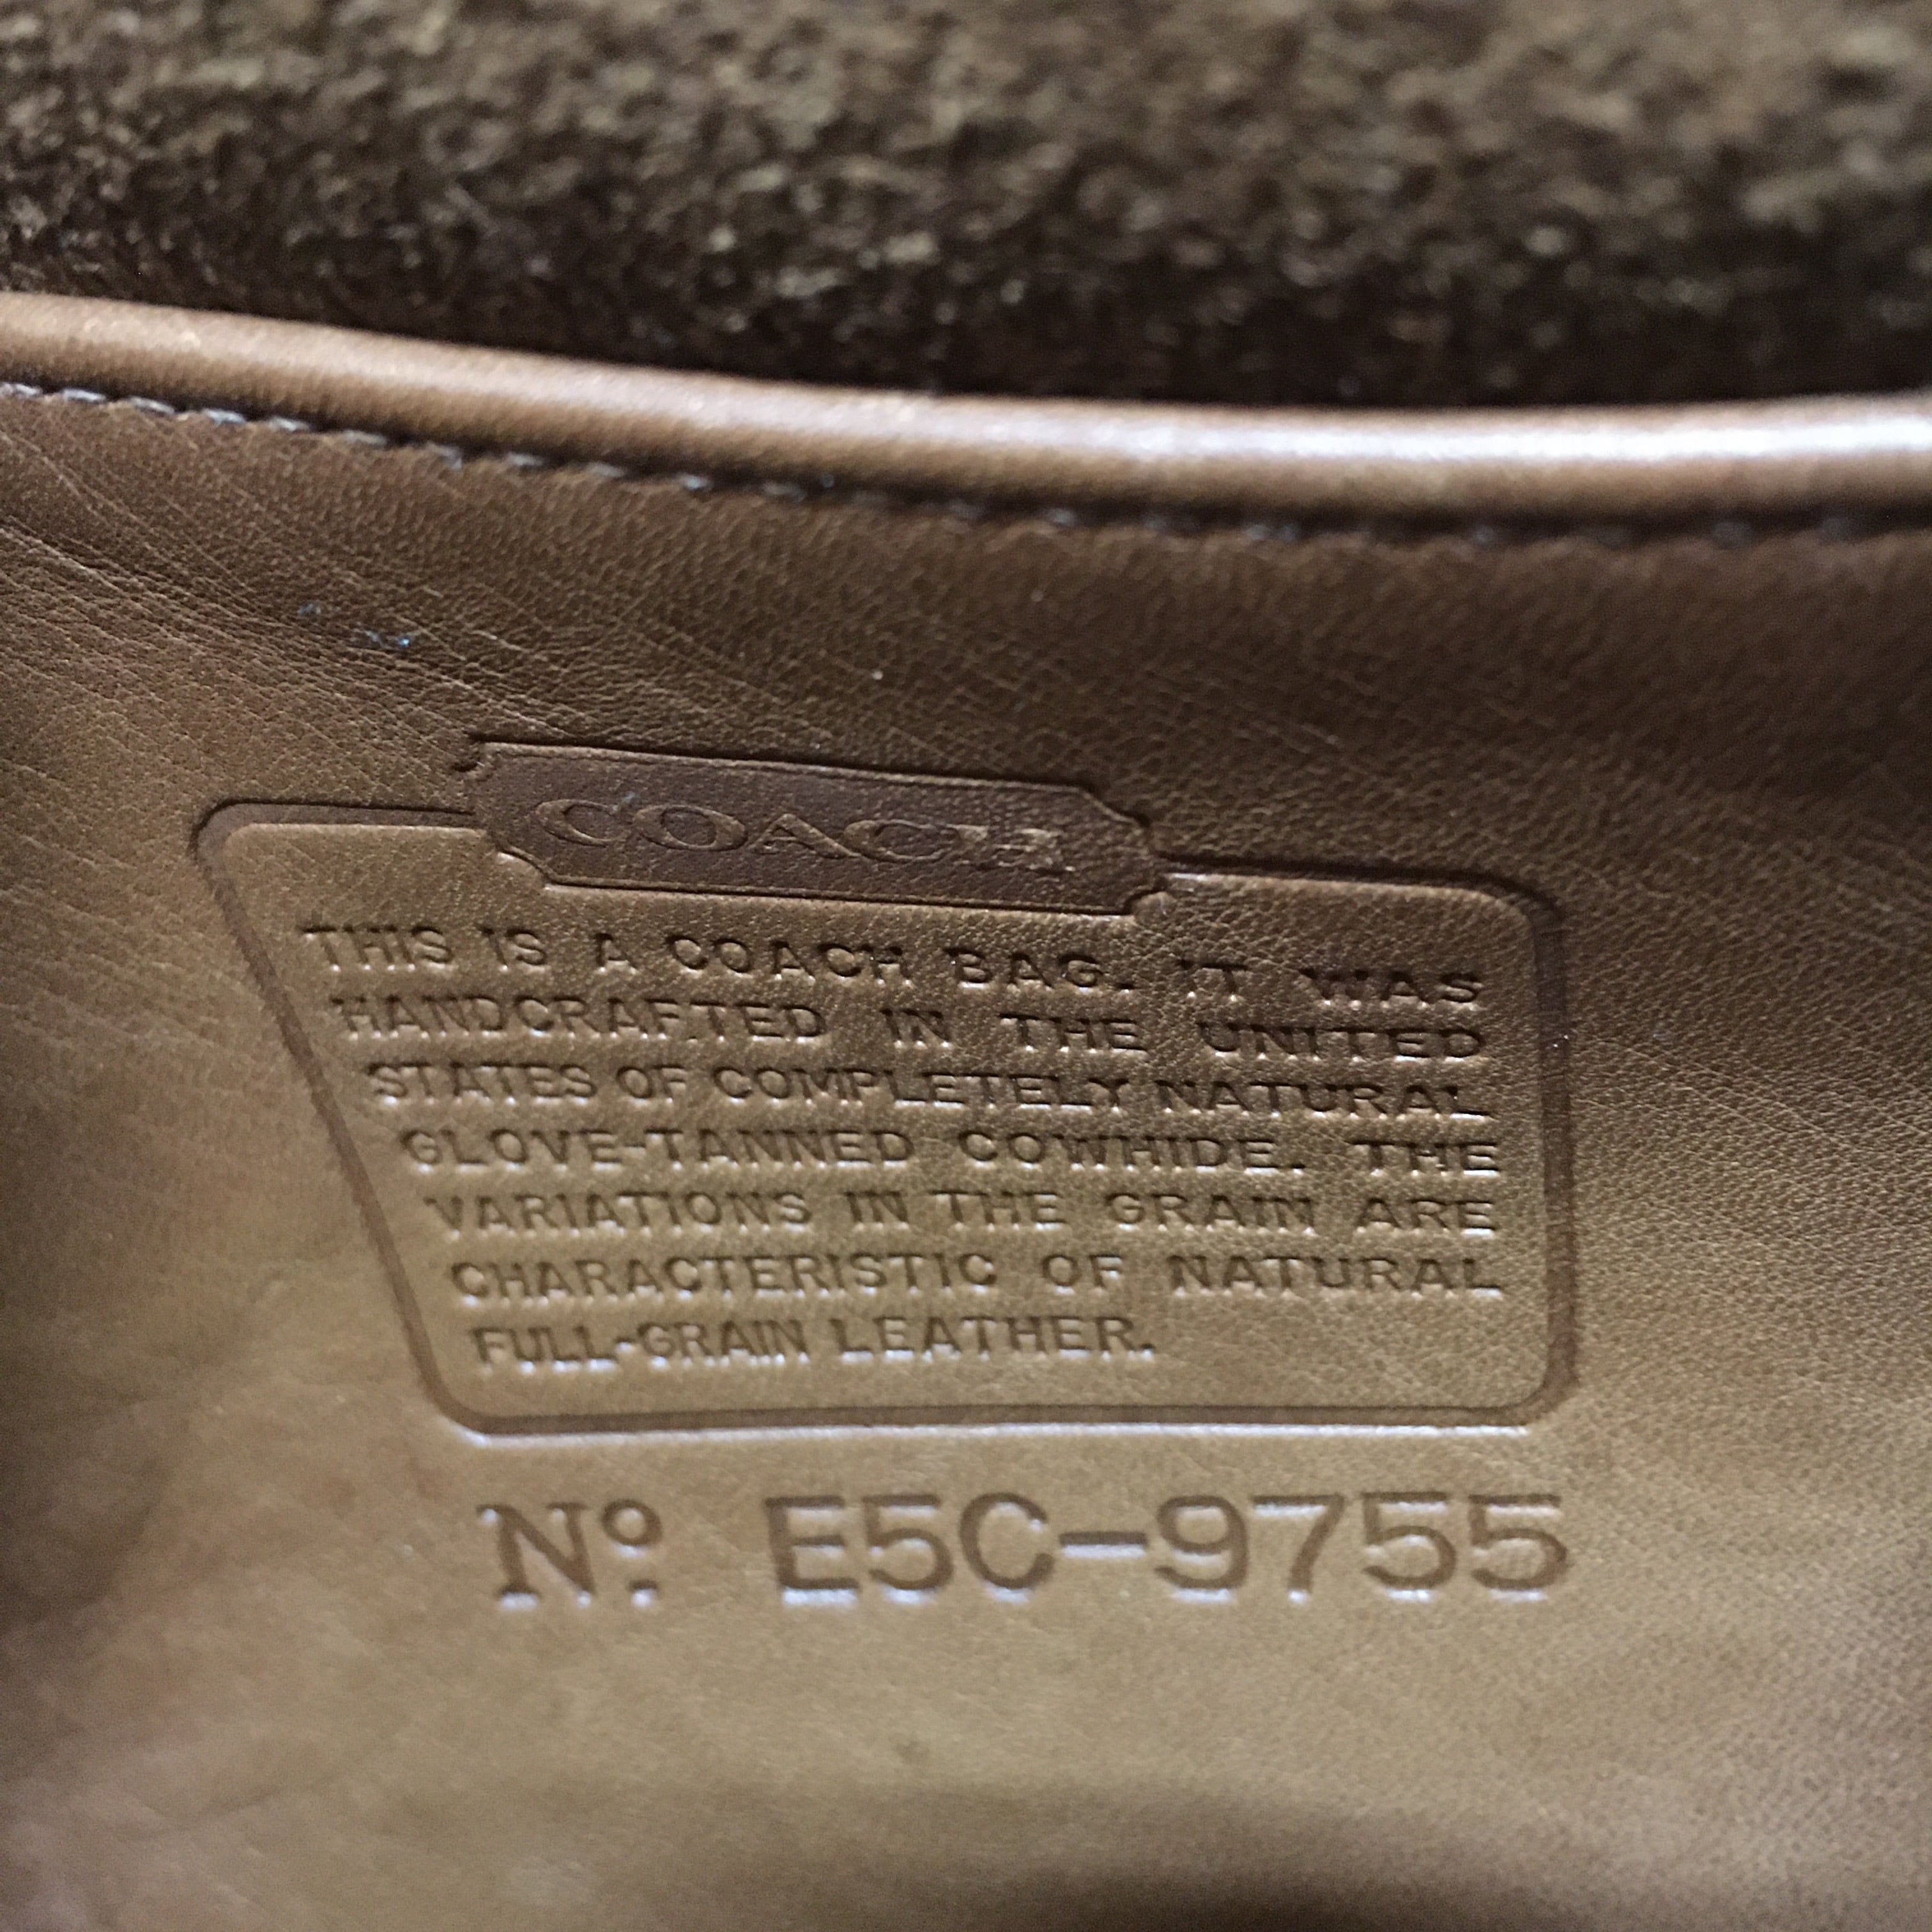 COACH
THIS IS A COACH BAG. IT WAS
HANDCRAFTED IN THE UNITED
STATES OF COMPLETELY NATURAL
GLOVE-TANNED COWHIDE. THE
VARIATIONS IN THE GRAIN ARE
CHARACTERISTIC OF NATURAL
FULL-GRAIN LEATHER.
Nº E5C-9755